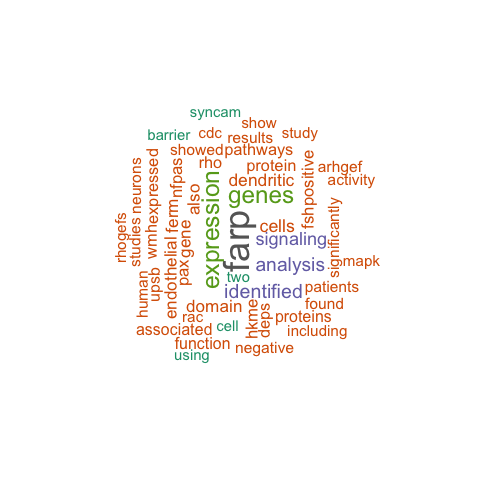 syncam
show
barrier
cdc
results
study
showed
pathways
rho
protein
arhgef
dendritic
activity
genes
also
nfpas
neurons
expressed
wmh
rhogefs
studies
expression
farp
cells
fshpositive
significantly
signaling
ferm
gene
pax
endothelial
analysis
mapk
two
human
upsb
identified
patients
domain
found
rac
cell
hkme
deps
proteins
associated
including
function
using
negative